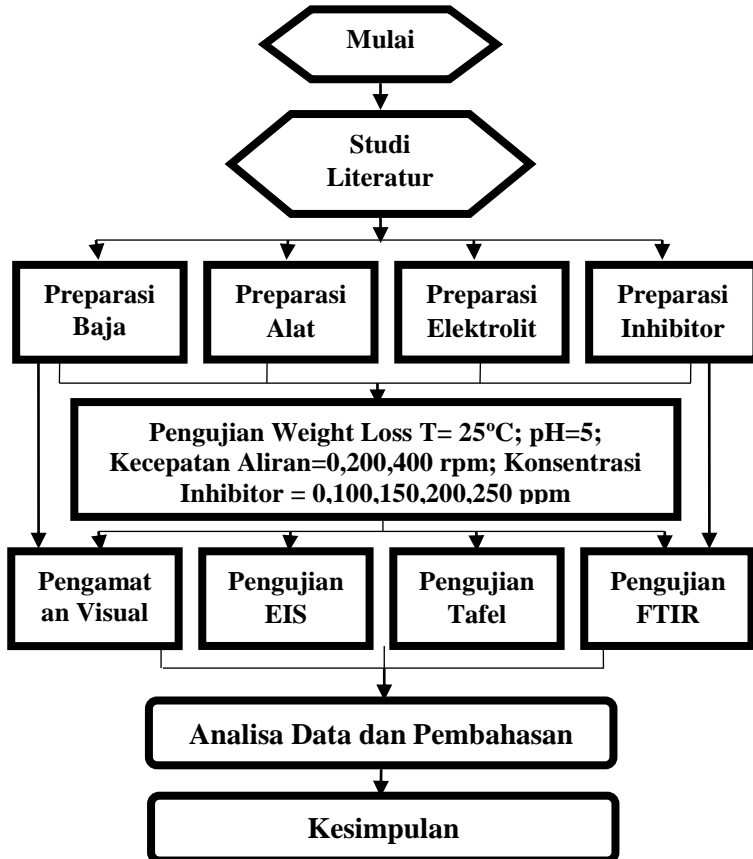 Mulai
Studi
Literatur
Preparasi
Baja
Preparasi
Alat
Preparasi
Elektrolit
Preparasi
Inhibitor
Pengujian Weight Loss T= 25ºC; pH=5;
Kecepatan Aliran=0,200,400 rpm; Konsentrasi
Inhibitor = 0,100,150,200,250 ppm
Pengamat
an Visual
Pengujian
EIS
Pengujian
Tafel
Pengujian
FTIR
Analisa Data dan Pembahasan
Kesimpulan